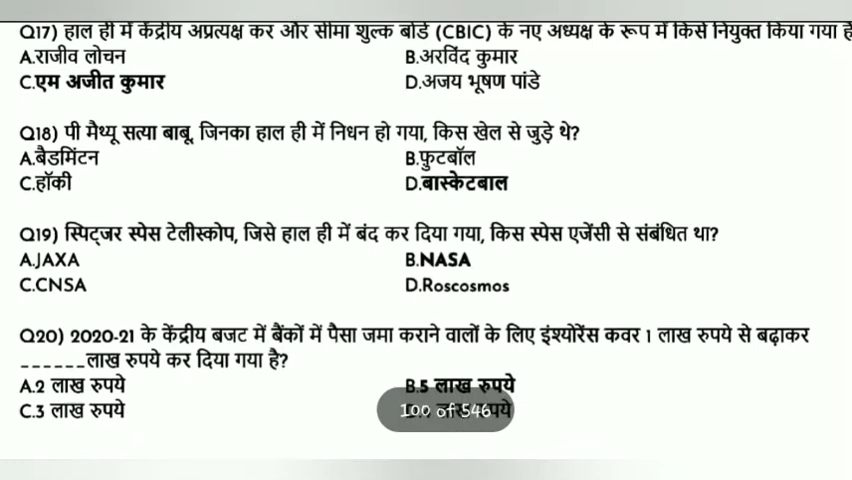 Q17) हाल ही में केंद्रीय अप्रत्यक्ष कर और सीमा शुल्क बोर्ड (CBIC) के नए अध्यक्ष के रूप में किसे नियुक्त किया गया है
A.राजीव लोचन B.अरविंद कुमार
C.एम अजीत कुमार D.अजय भूषण पांडे
Q18) पी मैथ्यू सत्या बाबू, जिनका हाल ही में निधन हो गया, किस खेल से जुड़े थे?
A.बैडमिंटन B.फ़ुटबॉल
C.हॉकी D.बास्केटबाल
Q19) स्पिट्जर स्पेस टेलीस्कोप, जिसे हाल ही में बंद कर दिया गया, किस स्पेस एजेंसी से संबंधित था?
A.JAXA B.NASA
C.CNSA D.Roscosmos
Q20) 2020-21 के केंद्रीय बजट में बैंकों में पैसा जमा कराने वालों के लिए इंश्योरेंस कवर 1 लाख रुपये से बढ़ाकर
______लाख रुपये कर दिया गया है?
A.2 लाख रुपये B.5 लाख रुपये
C.3 लाख रुपये
100 of 546